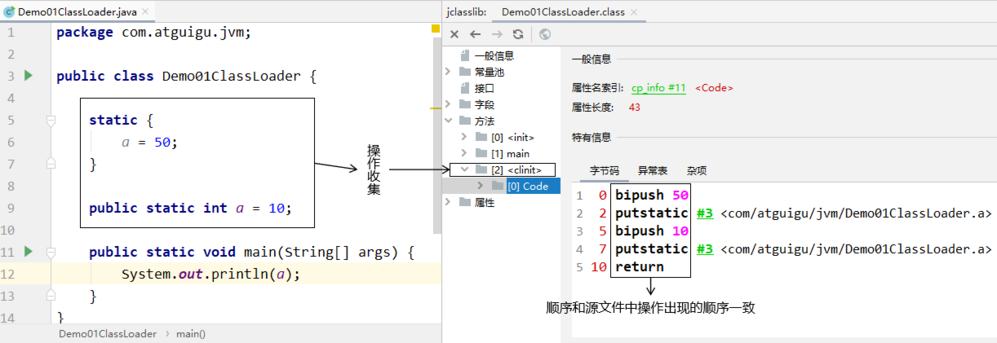 Demo01ClassLoader.java
1 package com.atguigu.jvm;
2
3 public class Demo01ClassLoader {
4
5 static {
6 a = 50;
7 }
8
9 public static int a = 10;
10
11 public static void main(String[] args) {
12 System.out.println(a);
13 }
14 }
Demo01ClassLoader › main()
操作收集
jclasslib: Demo01ClassLoader.class
一般信息
常量池
接口
字段
方法
[0] <init>
[1] main
[2] <clinit>
[0] Code
属性
一般信息
属性名索引: cp_info #11 <Code>
属性长度: 43
特有信息
字节码 异常表 杂项
1 0 bipush 50
2 2 putstatic #3 <com/atguigu/jvm/Demo01ClassLoader.a>
3 5 bipush 10
4 7 putstatic #3 <com/atguigu/jvm/Demo01ClassLoader.a>
5 10 return
顺序和源文件中操作出现的顺序一致